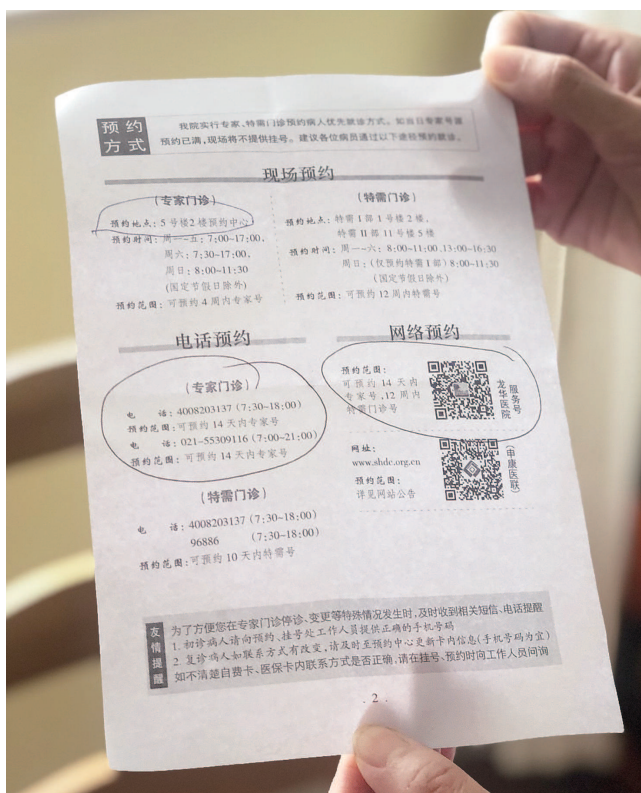 预约方式
我院实行专家、特需门诊预约病人优先就诊方式。如当日专家号源
预约已满,现场将不提供挂号。建议各位病员通过以下途径预约就诊。
现场预约
(专家门诊)
预约地点:5号楼2楼预约中心
预约时间:周一~五:7:00~17:00,
周六:7:30~17:00,
周日:8:00~11:30
(国定节假日除外)
预约范围:可预约4周内专家号
(特需门诊)
预约地点:特需I部1号楼2楼,
特需II部11号楼5楼
预约时间:周一~六:8:00~11:00,13:00~16:30
周日:(仅预约特需I部)8:00~11:30
(国定节假日除外)
预约范围:可预约12周内特需号
电话预约
(专家门诊)
电 话:4008203137(7:30~18:00)
预约范围:可预约14天内专家号
电 话:021-55309116(7:00~21:00)
预约范围:可预约14天内专家号
(特需门诊)
电 话:4008203137(7:30~18:00)
96886 (7:30~18:00)
预约范围:可预约10天内特需号
网络预约
预约范围:
可预约14天内
专家号,12周内
特需门诊号
龙华医院
服务号
网址:
www.shdc.org.cn
预约范围:
详见网站公告
(申康医联)
友情提醒
为了方便您在专家门诊停诊、变更等特殊情况发生时,及时收到相关短信、电话提醒
1. 初诊病人请向预约、挂号处工作人员提供正确的手机号码
2. 复诊病人如联系方式有改变,请及时至预约中心更新卡内信息(手机号码为宜)
如不清楚自费卡、医保卡内联系方式是否正确,请在挂号、预约时向工作人员问询
. 2 .